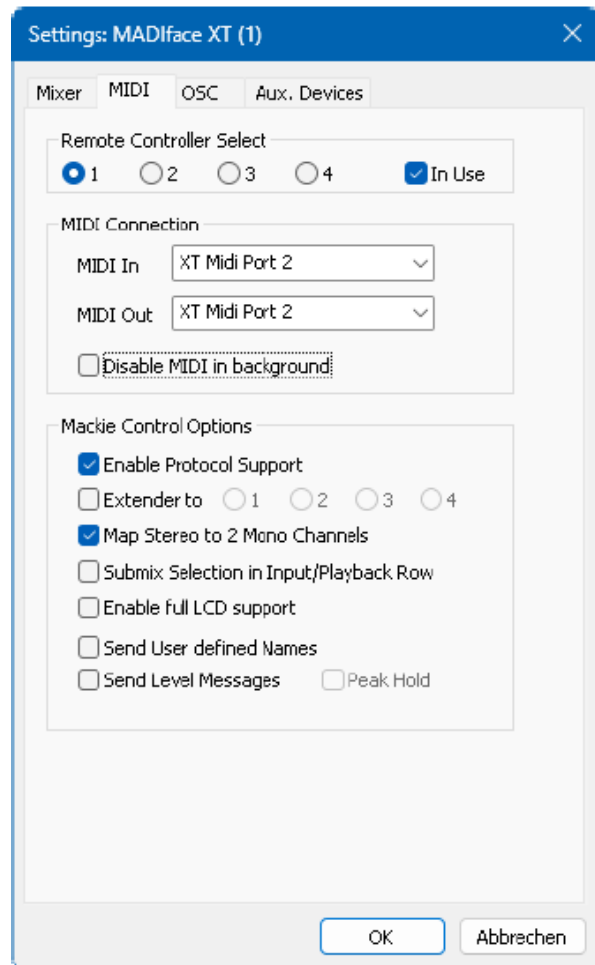 Settings: MADIface XT (1)
Mixer MIDI OSC Aux. Devices
Remote Controller Select
1 2 3 4 In Use
MIDI Connection
MIDI In XT Midi Port 2
MIDI Out XT Midi Port 2
Disable MIDI in background
Mackie Control Options
Enable Protocol Support
Extender to 1 2 3 4
Map Stereo to 2 Mono Channels
Submix Selection in Input/Playback Row
Enable full LCD support
Send User defined Names
Send Level Messages Peak Hold
OK Abbrechen